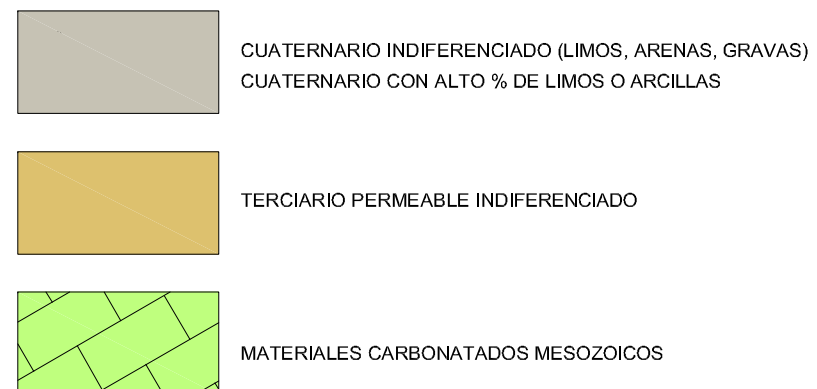 CUATERNARIO INDIFERENCIADO (LIMOS, ARENAS, GRAVAS)
CUATERNARIO CON ALTO % DE LIMOS O ARCILLAS
TERCIARIO PERMEABLE INDIFERENCIADO
MATERIALES CARBONATADOS MESOZOICOS